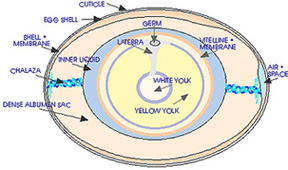 CUTICLE
EGG SHELL
GERM
SHELL •
MEMBRANE
LATEBRA
VITELLINE •
MEMBRANE
INNER LIQUID
AIR •
SPACE
CHALAZA
WHITE YOLK
DENSE ALBUMEN SAC
YELLOW YOLK